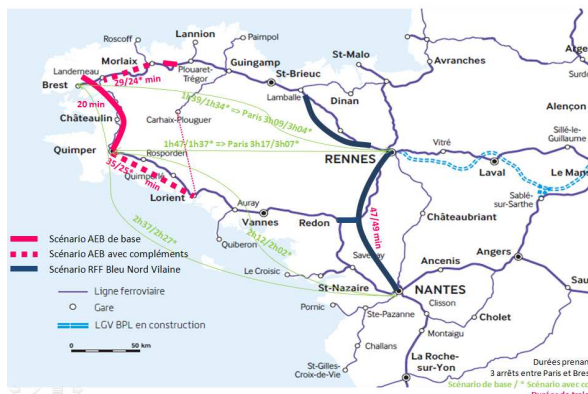 Roscoff
Lannion
Paimpol
Morlaix
Plouaret-
Trégor
Guingamp
St-Malo
Avranches
Landerneau
Brest
29/24* min
St-Brieuc
Lamballe
Dinan
Alençon
20 min
1h39/1h34* => Paris 3h09/3h04*
Châteaulin
Carhaix-Plouguer
1h47/1h37* => Paris 3h17/3h07*
Vitré
Sillé-le-
Guillaume
Quimper
Rosporden
RENNES
Laval
Le Mans
35/25* min
Lorient
Auray
Vannes
Redon
47/49 min
Châteaubriant
Sablé-
sur-Sarthe
Scénario AEB de base
Scénario AEB avec compléments
Scénario RFF Bleu Nord Vilaine
2h37/2h27*
2h12/2h02*
Quiberon
Le Croisic
Ancenis
Angers
St-Nazaire
NANTES
Ligne ferroviaire
Gare
LGV BPL en construction
Pornic
Ste-Pazanne
Clisson
Cholet
Challans
Montaigu
0
50 km
St-Gilles-
Croix-de-Vie
La Roche-
sur-Yon
Durées prenan
3 arrêts entre Paris et Brest
Scénario de base / * Scénario avec co